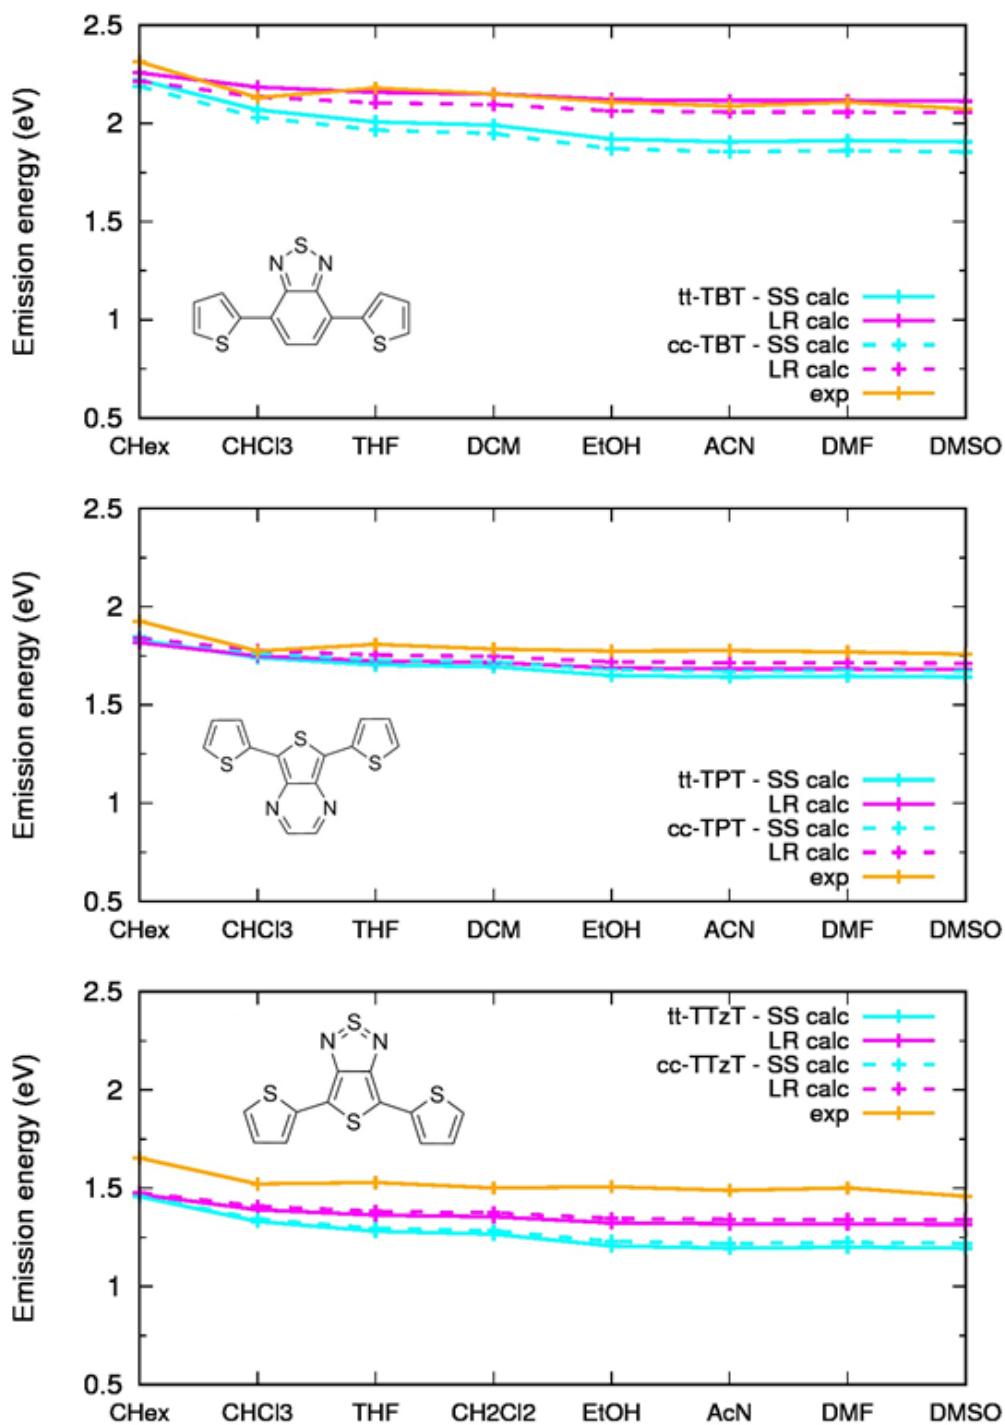 2.5
2
1.5
1
0.5
Emission energy (eV)
S
N N
S S
tt-TBT - SS calc
LR calc
cc-TBT - SS calc
LR calc
exp
CHex CHCl3 THF DCM EtOH ACN DMF DMSO
2.5
2
1.5
1
0.5
Emission energy (eV)
S
S S
N N
tt-TPT - SS calc
LR calc
cc-TPT - SS calc
LR calc
exp
CHex CHCl3 THF DCM EtOH ACN DMF DMSO
2.5
2
1.5
1
0.5
Emission energy (eV)
S
N N
S S
S
tt-TTzT - SS calc
LR calc
cc-TTzT - SS calc
LR calc
exp
CHex CHCl3 THF CH2Cl2 EtOH AcN DMF DMSO